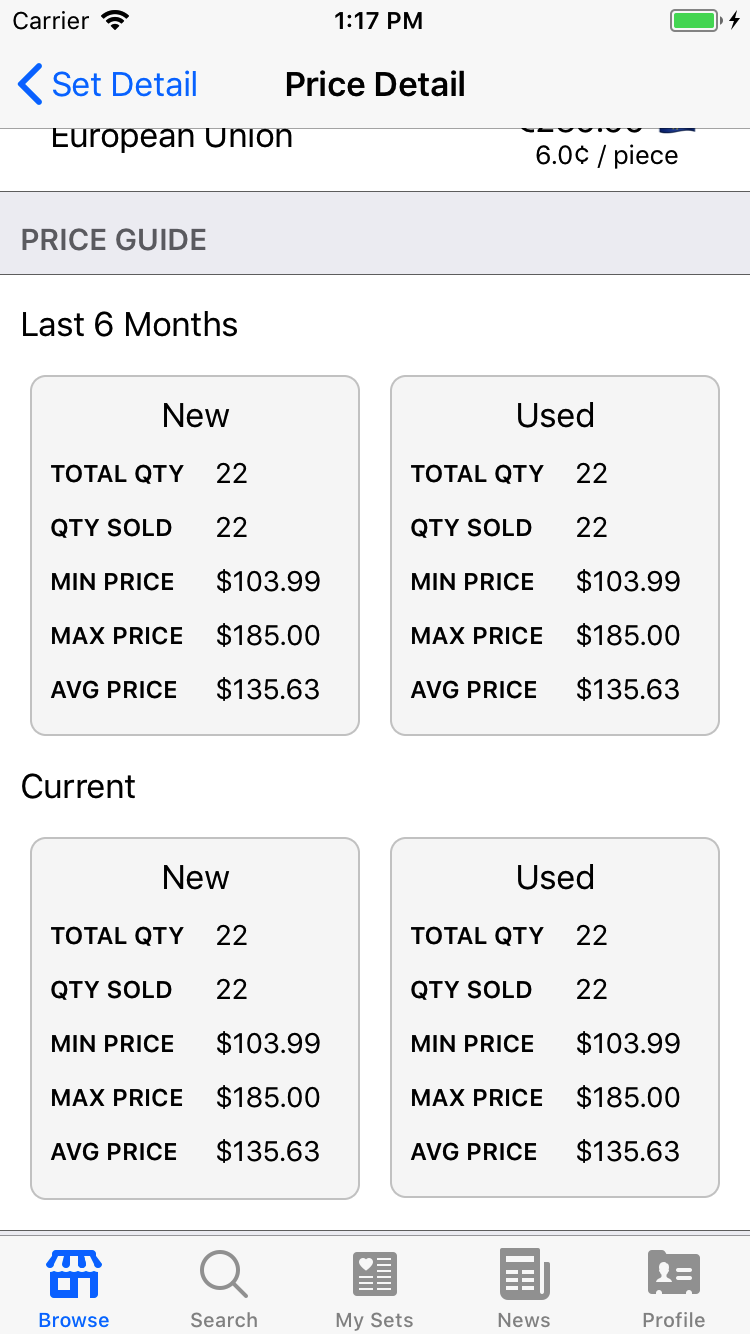 Carrier 1:17 PM
Set Detail Price Detail
European Union
6.0¢ / piece
PRICE GUIDE
Last 6 Months
New
TOTAL QTY 22
QTY SOLD 22
MIN PRICE $103.99
MAX PRICE $185.00
AVG PRICE $135.63
Used
TOTAL QTY 22
QTY SOLD 22
MIN PRICE $103.99
MAX PRICE $185.00
AVG PRICE $135.63
Current
New
TOTAL QTY 22
QTY SOLD 22
MIN PRICE $103.99
MAX PRICE $185.00
AVG PRICE $135.63
Used
TOTAL QTY 22
QTY SOLD 22
MIN PRICE $103.99
MAX PRICE $185.00
AVG PRICE $135.63
Browse Search My Sets News Profile